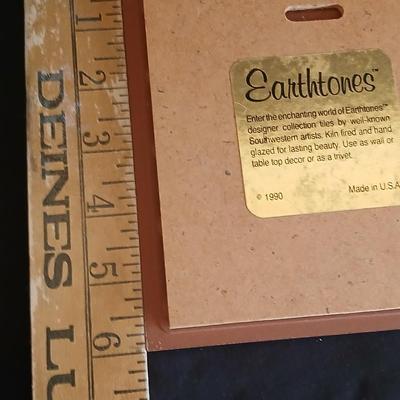 Earthtones™
Enter the enchanting world of Earthtones™
designer collection tiles by well-known
Southwestern artists. Kiln fired and hand
glazed for lasting beauty. Use as wall or
table top decor or as a trivet.
© 1990 Made in U.S.A
1
2
3
4
5
6
DEINES LU